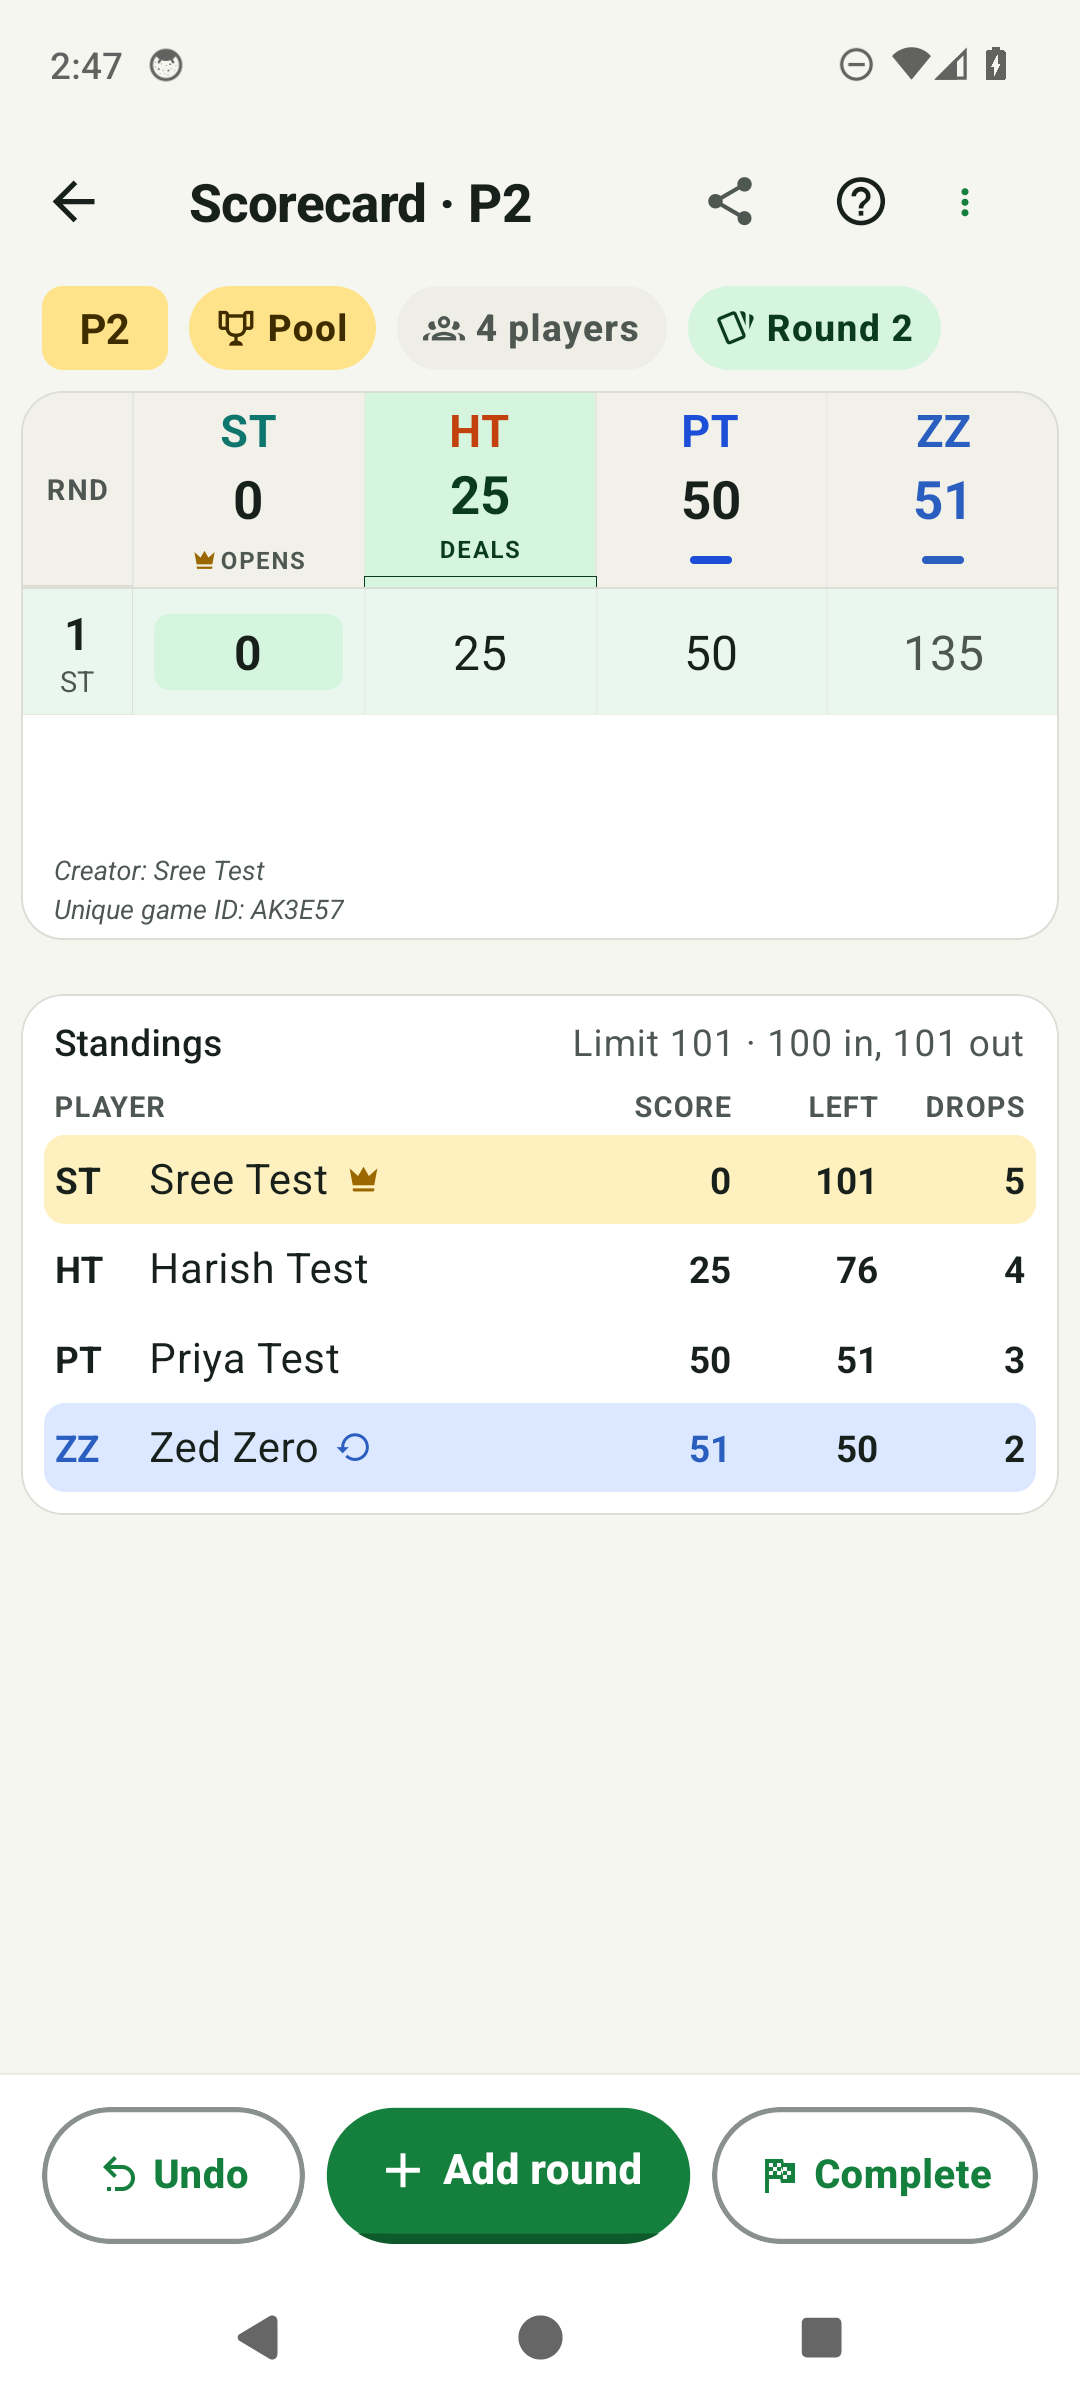 2:47
Scorecard · P2
P2 Pool 4 players Round 2
RND ST HT PT ZZ
0 25 50 51
OPENS DEALS
1 0 25 50 135
ST
Creator: Sree Test
Unique game ID: AK3E57
Standings Limit 101 · 100 in, 101 out
PLAYER SCORE LEFT DROPS
ST Sree Test 0 101 5
HT Harish Test 25 76 4
PT Priya Test 50 51 3
ZZ Zed Zero 51 50 2
Undo Add round Complete